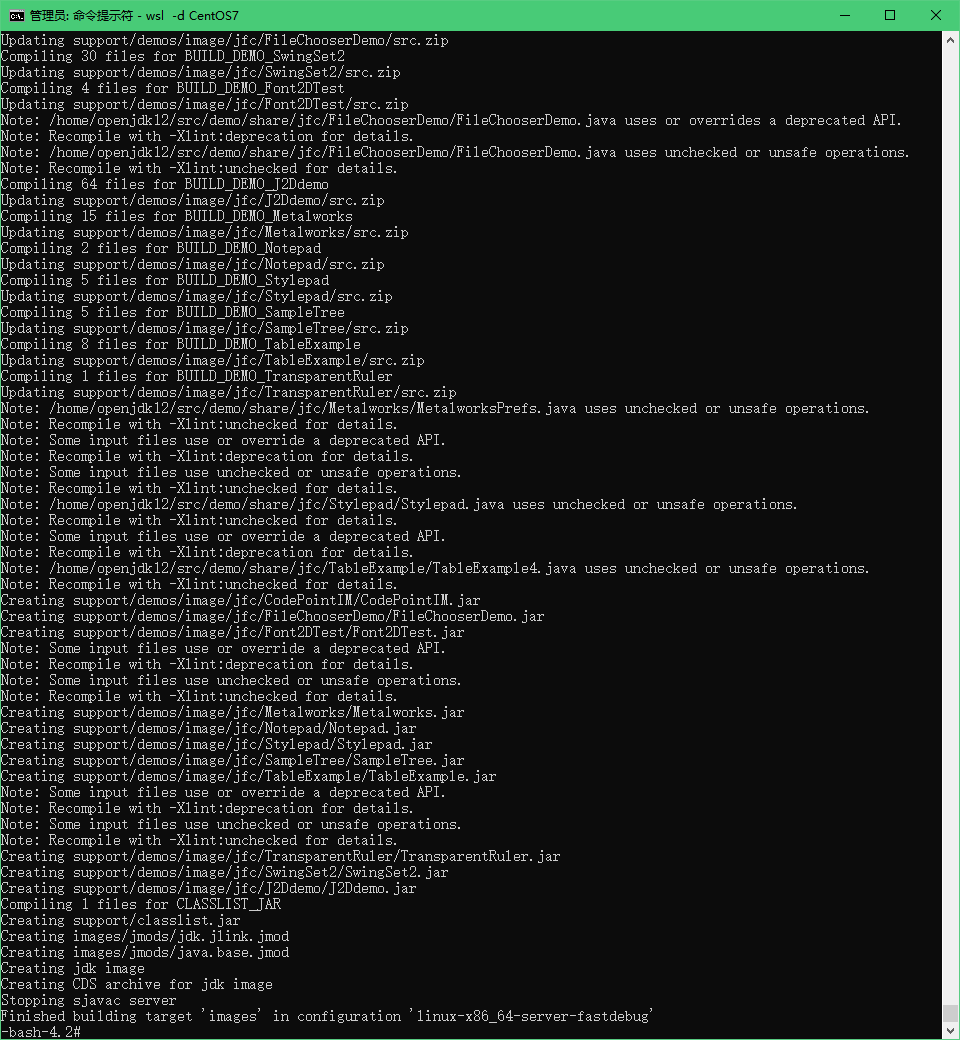 管理员: 命令提示符 - wsl  -d CentOS7
Updating support/demos/image/jfc/FileChooserDemo/src.zip
Compiling 30 files for BUILD_DEMO_SwingSet2
Updating support/demos/image/jfc/SwingSet2/src.zip
Compiling 4 files for BUILD_DEMO_Font2DTest
Updating support/demos/image/jfc/Font2DTest/src.zip
Note: /home/openjdk12/src/demo/share/jfc/FileChooserDemo/FileChooserDemo.java uses or overrides a deprecated API.
Note: Recompile with -Xlint:deprecation for details.
Note: /home/openjdk12/src/demo/share/jfc/FileChooserDemo/FileChooserDemo.java uses unchecked or unsafe operations.
Note: Recompile with -Xlint:unchecked for details.
Compiling 64 files for BUILD_DEMO_J2Ddemo
Updating support/demos/image/jfc/J2Ddemo/src.zip
Compiling 15 files for BUILD_DEMO_Metalworks
Updating support/demos/image/jfc/Metalworks/src.zip
Compiling 2 files for BUILD_DEMO_Notepad
Updating support/demos/image/jfc/Notepad/src.zip
Compiling 5 files for BUILD_DEMO_Stylepad
Updating support/demos/image/jfc/Stylepad/src.zip
Compiling 5 files for BUILD_DEMO_SampleTree
Updating support/demos/image/jfc/SampleTree/src.zip
Compiling 8 files for BUILD_DEMO_TableExample
Updating support/demos/image/jfc/TableExample/src.zip
Compiling 1 files for BUILD_DEMO_TransparentRuler
Updating support/demos/image/jfc/TransparentRuler/src.zip
Note: /home/openjdk12/src/demo/share/jfc/Metalworks/MetalworksPrefs.java uses unchecked or unsafe operations.
Note: Recompile with -Xlint:unchecked for details.
Note: Some input files use or override a deprecated API.
Note: Recompile with -Xlint:deprecation for details.
Note: Some input files use unchecked or unsafe operations.
Note: Recompile with -Xlint:unchecked for details.
Note: /home/openjdk12/src/demo/share/jfc/Stylepad/Stylepad.java uses unchecked or unsafe operations.
Note: Recompile with -Xlint:unchecked for details.
Note: Some input files use or override a deprecated API.
Note: Recompile with -Xlint:deprecation for details.
Note: /home/openjdk12/src/demo/share/jfc/TableExample/TableExample4.java uses unchecked or unsafe operations.
Note: Recompile with -Xlint:unchecked for details.
Creating support/demos/image/jfc/CodePointIM/CodePointIM.jar
Creating support/demos/image/jfc/FileChooserDemo/FileChooserDemo.jar
Creating support/demos/image/jfc/Font2DTest/Font2DTest.jar
Note: Some input files use or override a deprecated API.
Note: Recompile with -Xlint:deprecation for details.
Note: Some input files use unchecked or unsafe operations.
Note: Recompile with -Xlint:unchecked for details.
Creating support/demos/image/jfc/Metalworks/Metalworks.jar
Creating support/demos/image/jfc/Notepad/Notepad.jar
Creating support/demos/image/jfc/Stylepad/Stylepad.jar
Creating support/demos/image/jfc/SampleTree/SampleTree.jar
Creating support/demos/image/jfc/TableExample/TableExample.jar
Note: Some input files use or override a deprecated API.
Note: Recompile with -Xlint:deprecation for details.
Note: Some input files use unchecked or unsafe operations.
Note: Recompile with -Xlint:unchecked for details.
Creating support/demos/image/jfc/TransparentRuler/TransparentRuler.jar
Creating support/demos/image/jfc/SwingSet2/SwingSet2.jar
Creating support/demos/image/jfc/J2Ddemo/J2Ddemo.jar
Compiling 1 files for CLASSLIST_JAR
Creating support/classlist.jar
Creating images/jmods/jdk.jlink.jmod
Creating images/jmods/java.base.jmod
Creating jdk image
Creating CDS archive for jdk image
Stopping sjavac server
Finished building target 'images' in configuration 'linux-x86_64-server-fastdebug'
-bash-4.2#